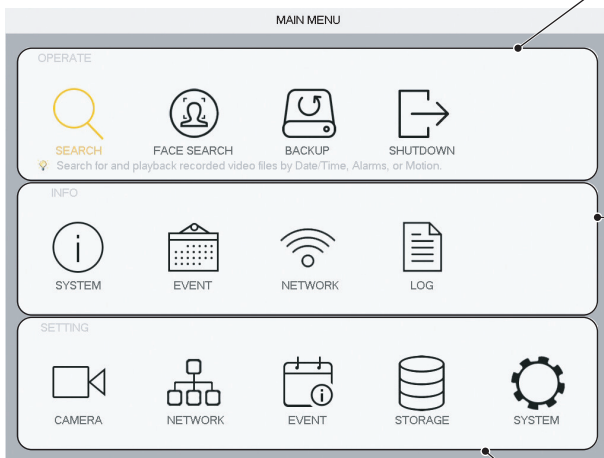 MAIN MENU
OPERATE
SEARCH FACE SEARCH BACKUP SHUTDOWN
Search for and playback recorded video files by Date/Time, Alarms, or Motion.
INFO
SYSTEM EVENT NETWORK LOG
SETTING
CAMERA NETWORK EVENT STORAGE SYSTEM